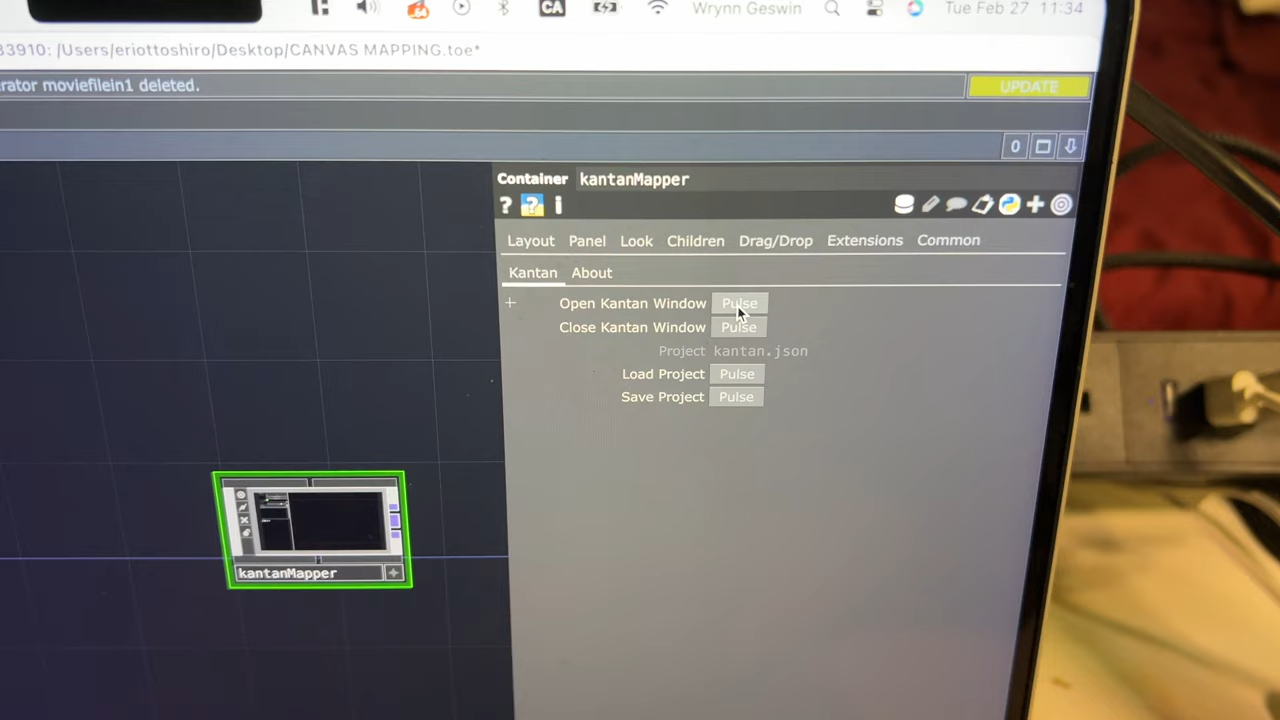 CA
Wrynn Geswin
Tue Feb 27 11:34
33910: /Users/eriottoshiro/Desktop/CANVAS MAPPING.toe*
rator moviefilein1 deleted.
UPDATE
0
Container kantanMapper
? ? i
Layout Panel Look Children Drag/Drop Extensions Common
Kantan About
+ Open Kantan Window Pulse
Close Kantan Window Pulse
Project kantan.json
Load Project Pulse
Save Project Pulse
kantanMapper